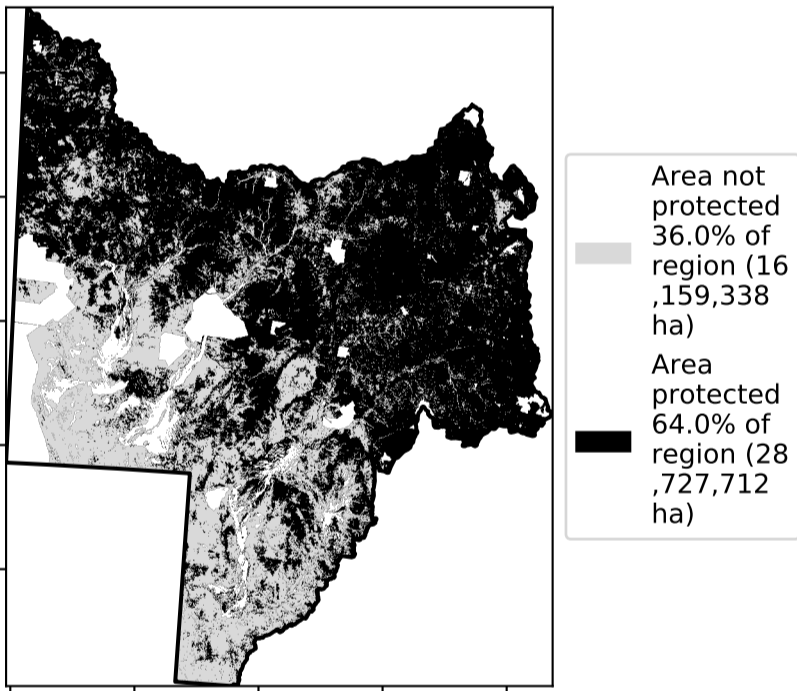 Area not
protected
36.0% of
region (16
,159,338
ha)
Area
protected
64.0% of
region (28
,727,712
ha)